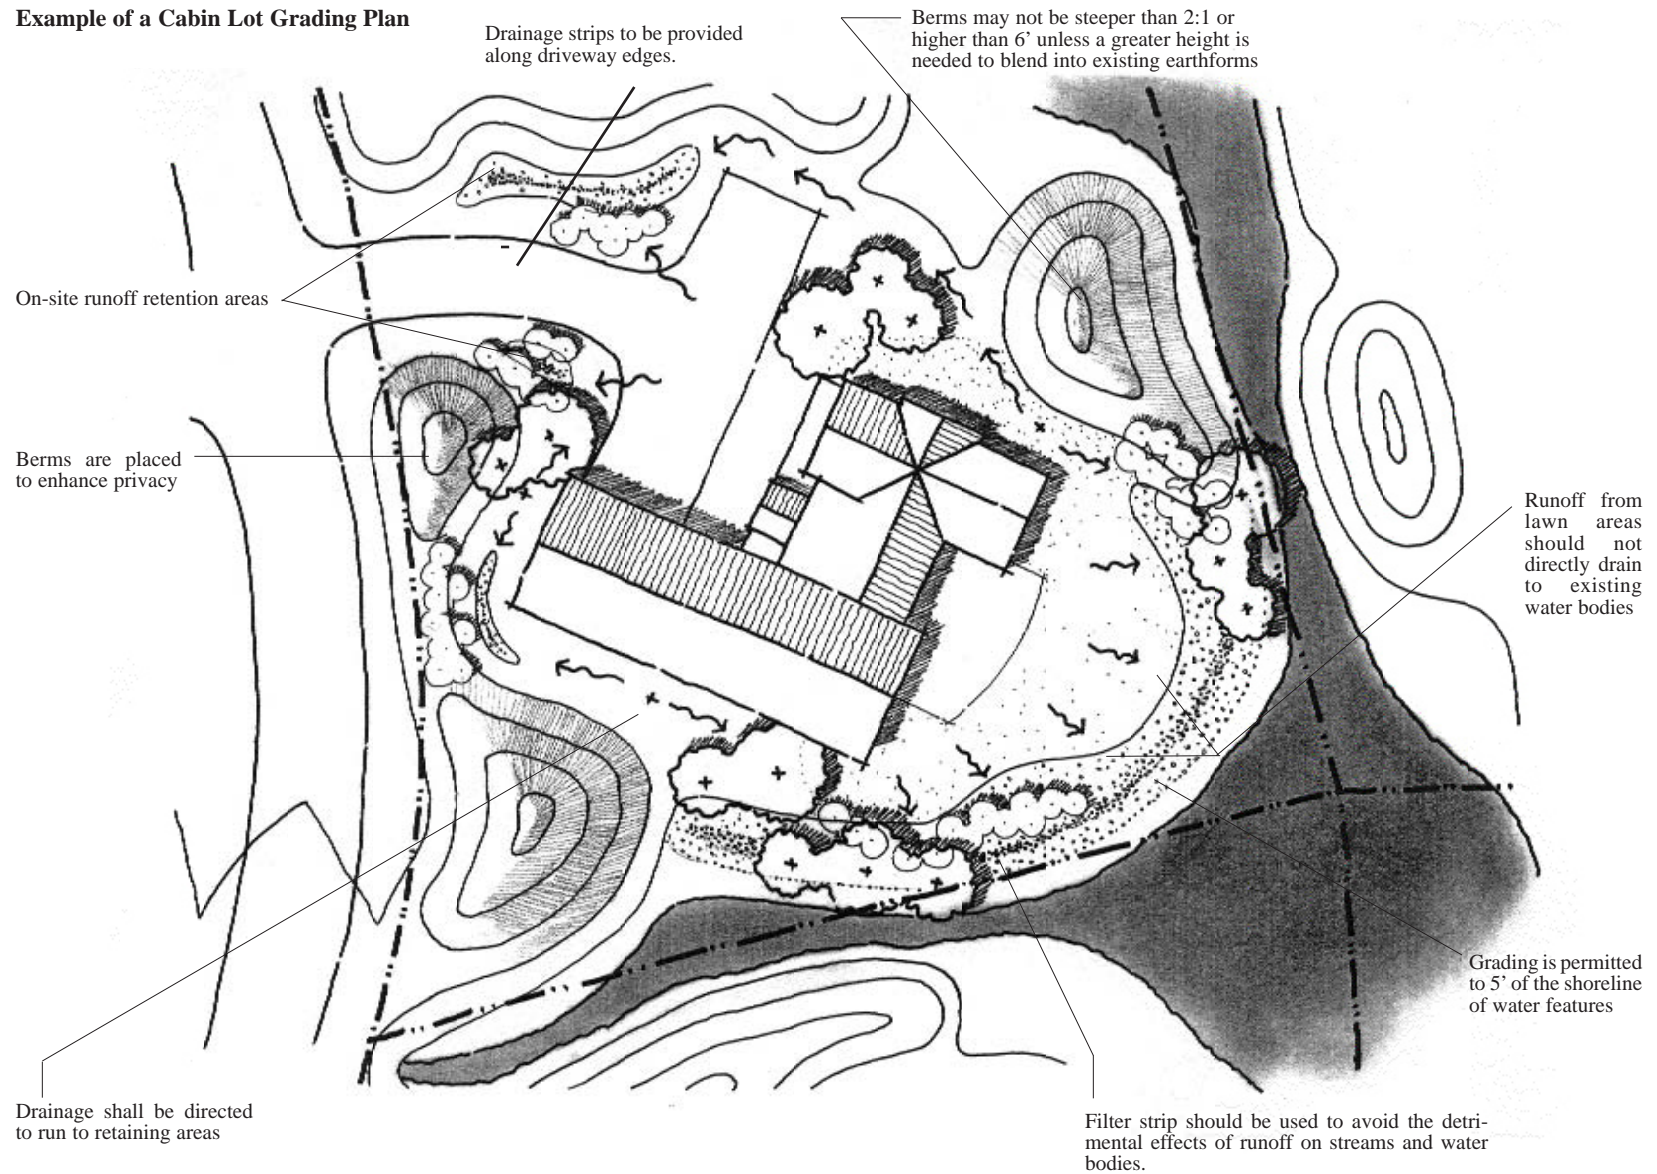 Example of a Cabin Lot Grading Plan
Drainage strips to be provided
along driveway edges.
Berms may not be steeper than 2:1 or
higher than 6’ unless a greater height is
needed to blend into existing earthforms
On-site runoff retention areas
Berms are placed
to enhance privacy
Runoff from
lawn areas
should not
directly drain
to existing
water bodies
Grading is permitted
to 5’ of the shoreline
of water features
Drainage shall be directed
to run to retaining areas
Filter strip should be used to avoid the detri-
mental effects of runoff on streams and water
bodies.